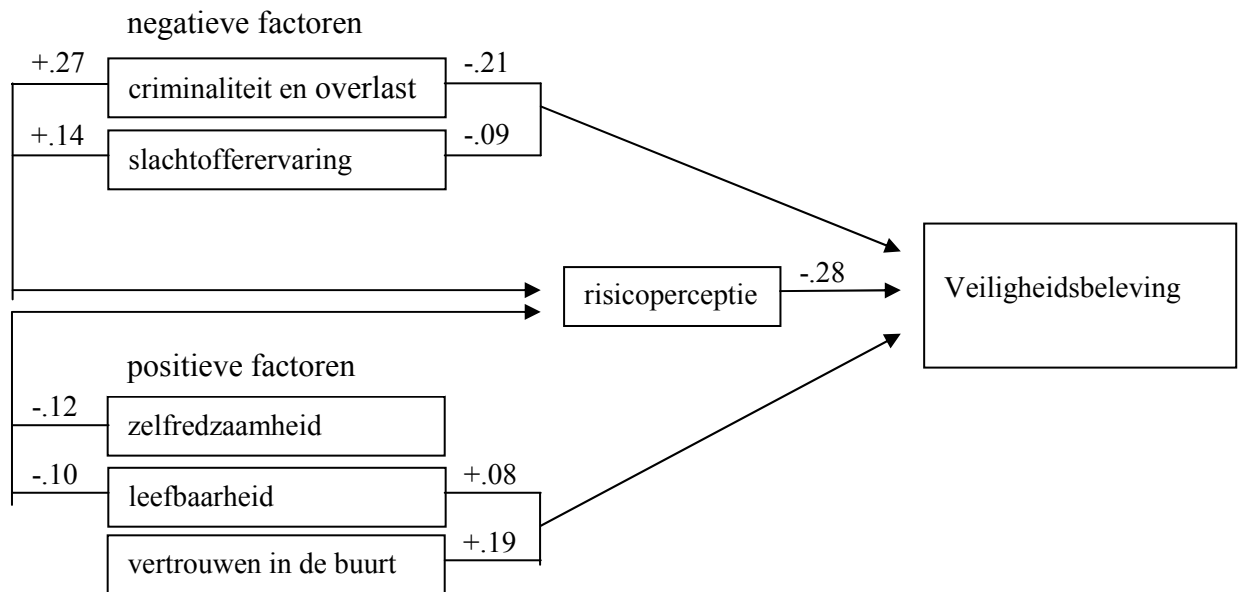 negatieve factoren
+.27 criminaliteit en overlast -.21
+.14 slachtofferervaring -.09
risicoperceptie -.28 Veiligheidsbeleving
positieve factoren
-.12 zelfredzaamheid
-.10 leefbaarheid +.08
vertrouwen in de buurt +.19